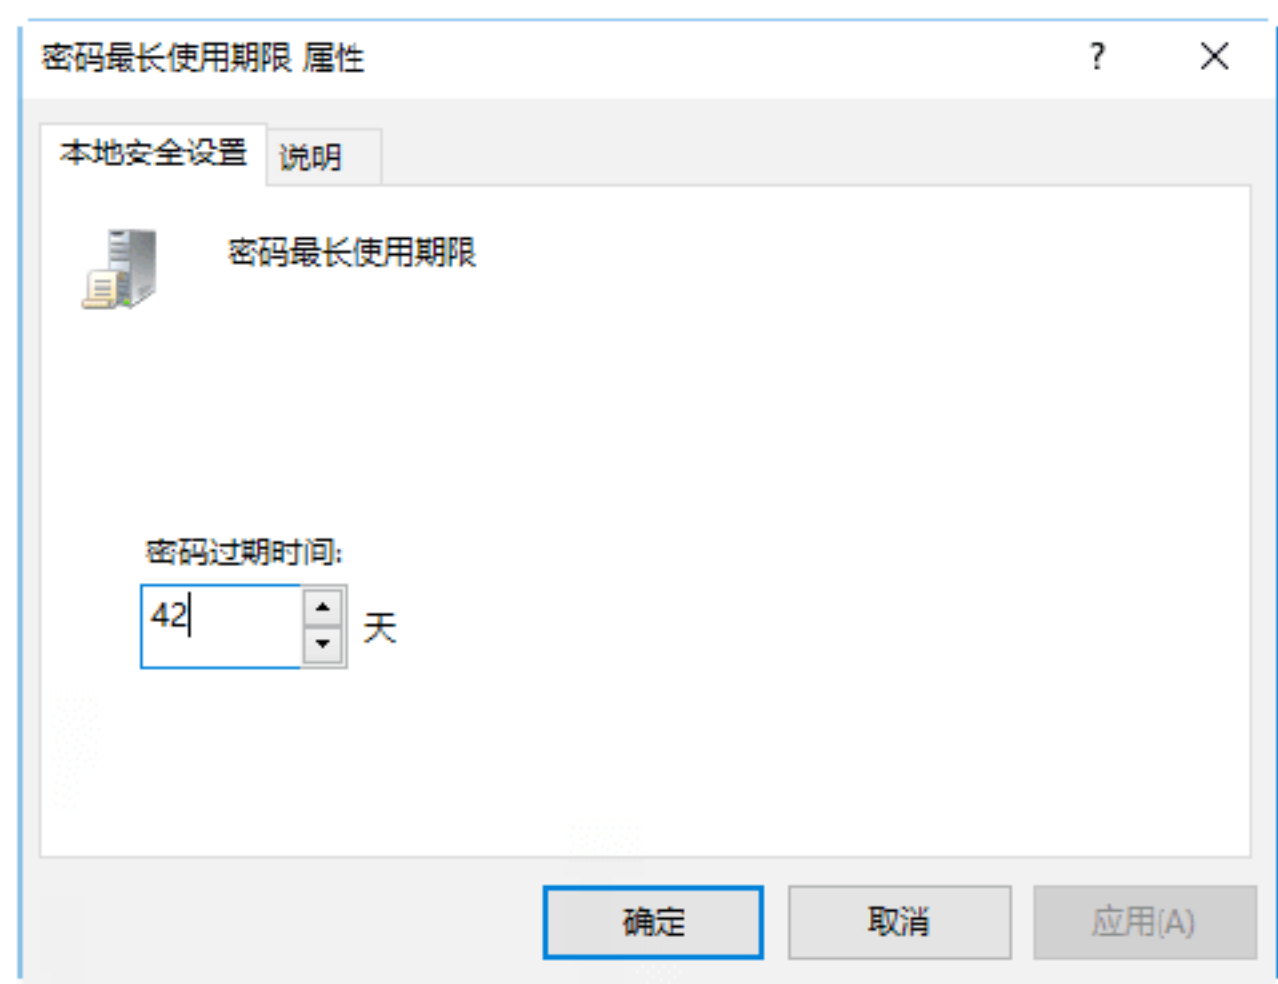 密码最长使用期限 属性 ?
本地安全设置 说明
密码最长使用期限
密码过期时间:
42 天
确定 取消 应用(A)